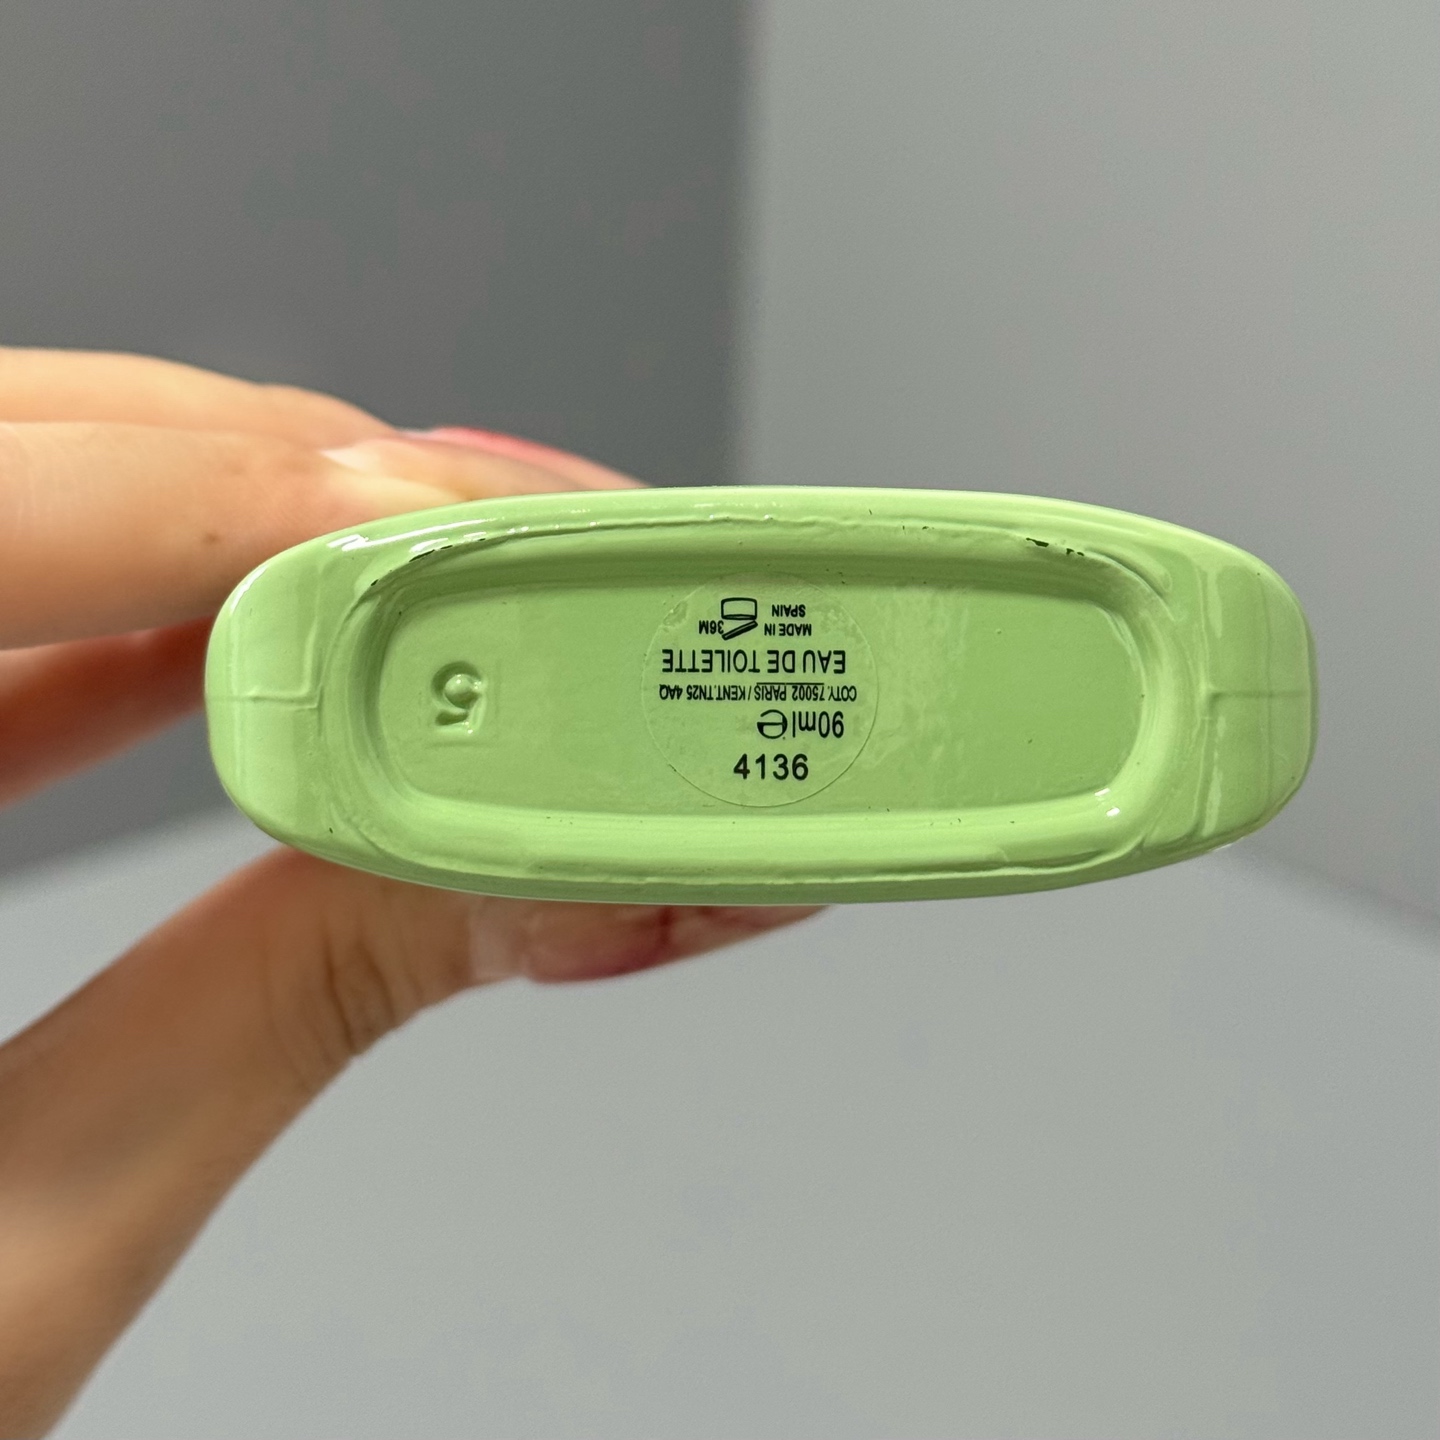 MADE IN
SPAIN
36M
EAU DE TOILETTE
COTY. 75002 PARIS / KENT.TN25 4AQ
90ml e
4136
5